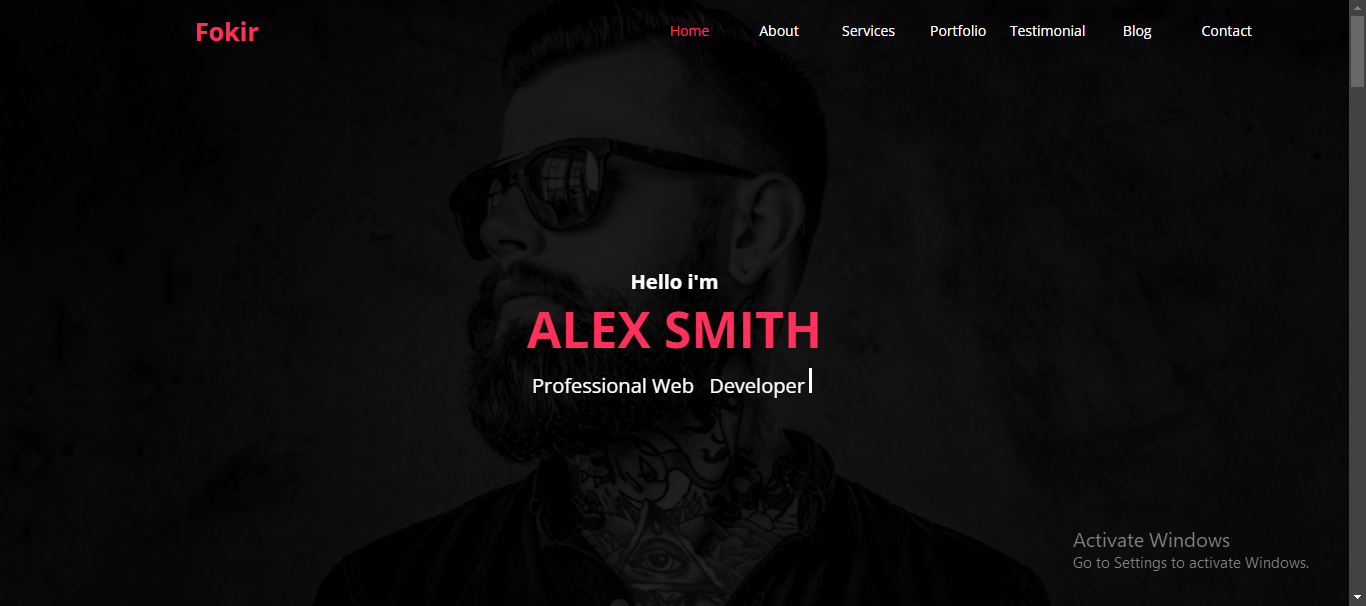 Fokir
Home About Services Portfolio Testimonial Blog Contact
Hello i'm
ALEX SMITH
Professional Web Developer
Activate Windows
Go to Settings to activate Windows.